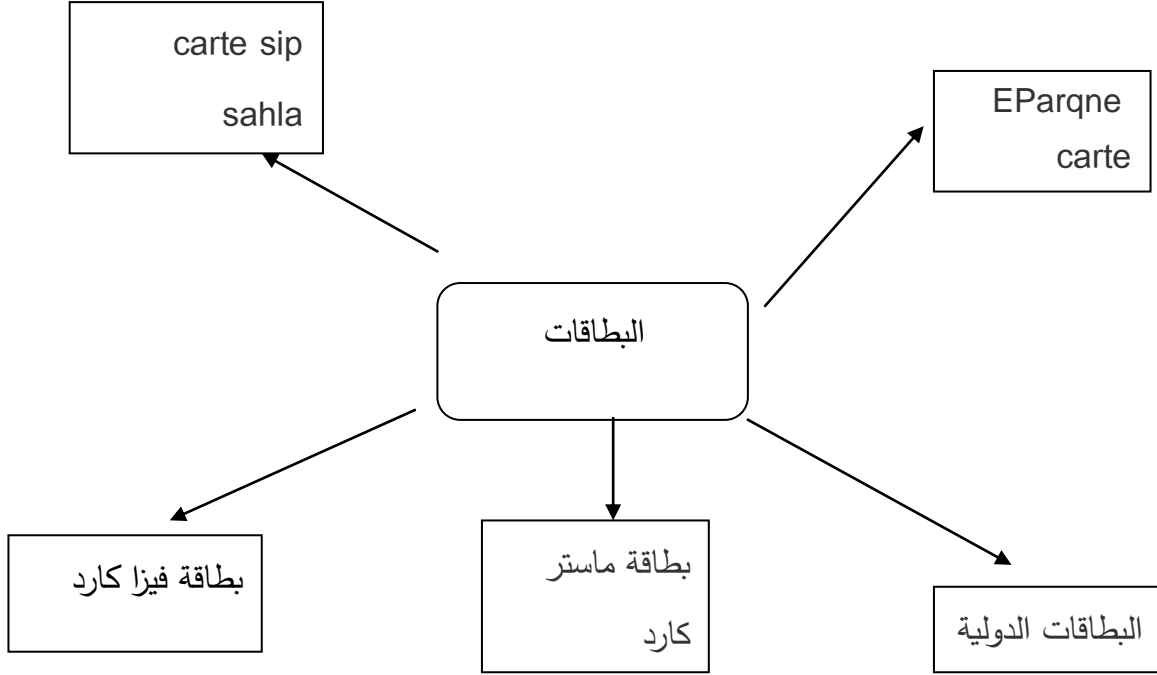 carte sip
sahla
EParqne
carte
البطاقات
بطاقة فيزا كارد
بطاقة ماستر
كارد
البطاقات الدولية